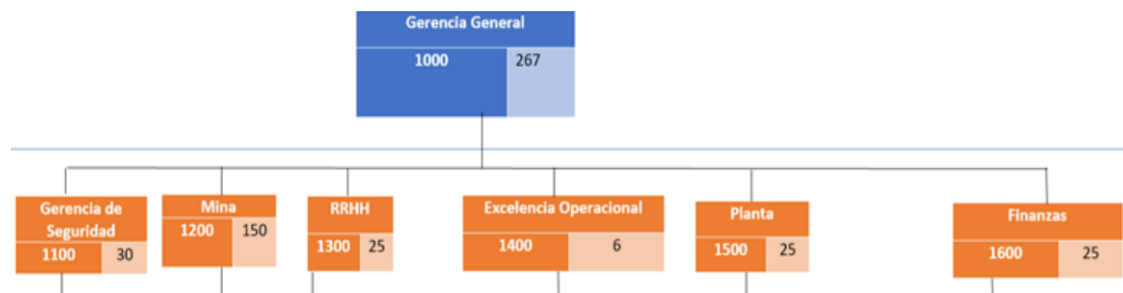 Gerencia General
1000 267
Gerencia de
Seguridad
1100 30
Mina
1200 150
RRHH
1300 25
Excelencia Operacional
1400 6
Planta
1500 25
Finanzas
1600 25